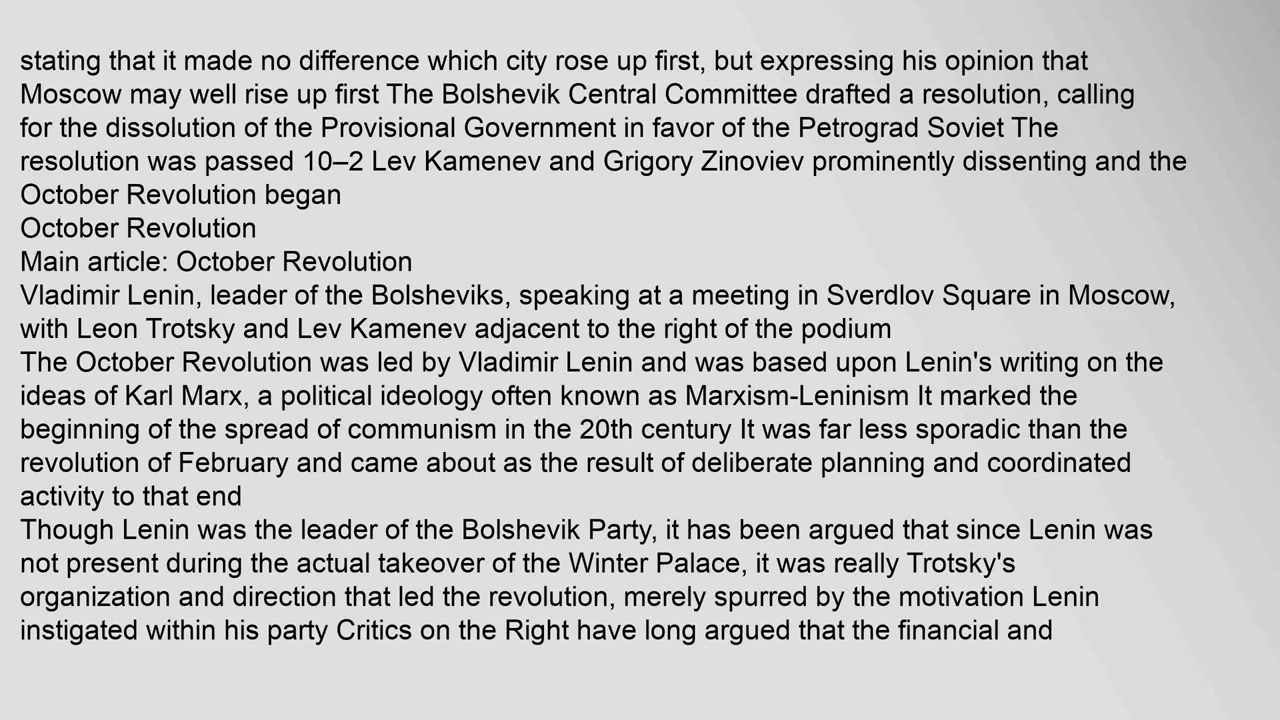 stating that it made no difference which city rose up first, but expressing his opinion that
Moscow may well rise up first The Bolshevik Central Committee drafted a resolution, calling
for the dissolution of the Provisional Government in favor of the Petrograd Soviet The
resolution was passed 10–2 Lev Kamenev and Grigory Zinoviev prominently dissenting and the
October Revolution began
October Revolution
Main article: October Revolution
Vladimir Lenin, leader of the Bolsheviks, speaking at a meeting in Sverdlov Square in Moscow,
with Leon Trotsky and Lev Kamenev adjacent to the right of the podium
The October Revolution was led by Vladimir Lenin and was based upon Lenin's writing on the
ideas of Karl Marx, a political ideology often known as Marxism-Leninism It marked the
beginning of the spread of communism in the 20th century It was far less sporadic than the
revolution of February and came about as the result of deliberate planning and coordinated
activity to that end
Though Lenin was the leader of the Bolshevik Party, it has been argued that since Lenin was
not present during the actual takeover of the Winter Palace, it was really Trotsky's
organization and direction that led the revolution, merely spurred by the motivation Lenin
instigated within his party Critics on the Right have long argued that the financial and